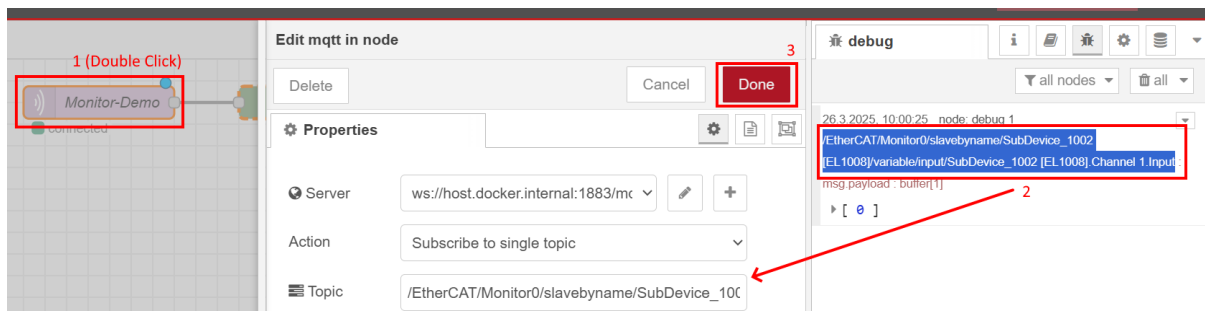 1 (Double Click)
Monitor-Demo
connected
Edit mqtt in node
3
Delete
Cancel
Done
Properties
Server
ws://host.docker.internal:1883/mc
Action
Subscribe to single topic
Topic
/EtherCAT/Monitor0/slavebyname/SubDevice_100
debug
i
all nodes
all
26.3.2025, 10:00:25 node: debug 1
/EtherCAT/Monitor0/slavebyname/SubDevice_1002
[EL1008]/variable/input/SubDevice_1002 [EL1008].Channel 1.Input :
msg.payload : buffer[1]
2
[ 0 ]